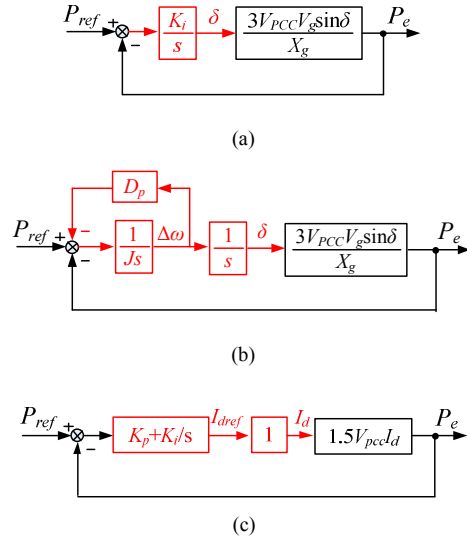 P_ref + − K_i/s δ 3V_PCC V_g sinδ / X_g P_e
(a)
D_p
P_ref + − − 1/Js Δω 1/s δ 3V_PCC V_g sinδ / X_g P_e
(b)
P_ref + − K_p+K_i/s I_dref 1 I_d 1.5V_pcc I_d P_e
(c)